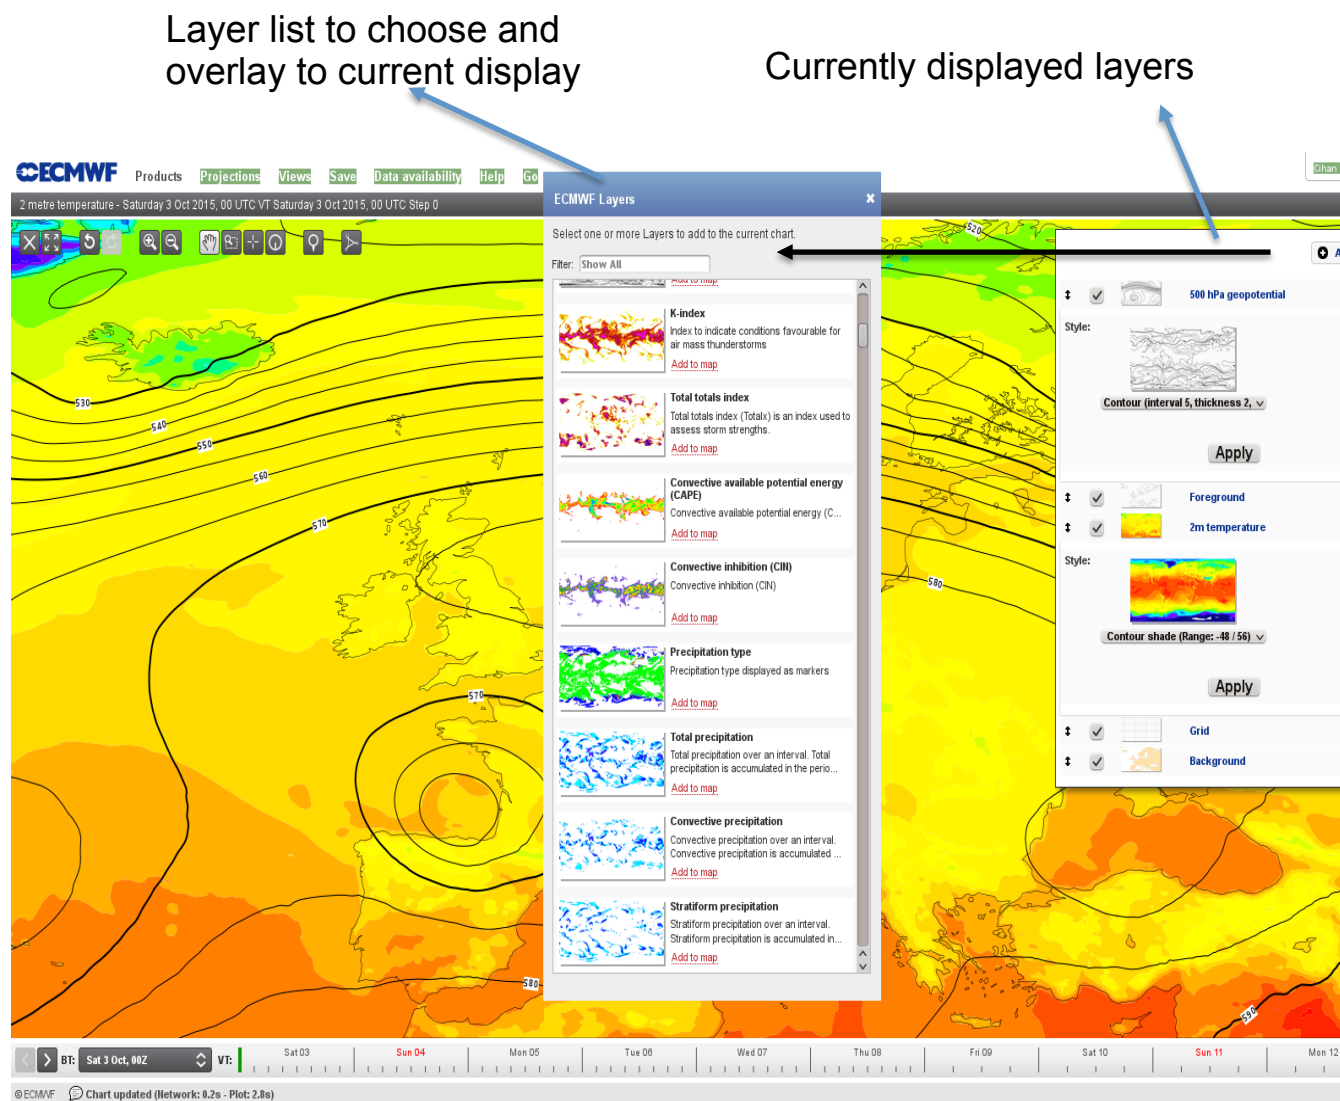 Layer list to choose and
overlay to current display
Currently displayed layers
ECMWF
Products Projections Views Save Data availability Help Go
Cihan
2 metre temperature - Saturday 3 Oct 2015, 00 UTC VT Saturday 3 Oct 2015, 00 UTC Step 0
ECMWF Layers
Select one or more Layers to add to the current chart.
Filter: Show All
Add to map
K-index
Index to indicate conditions favourable for
air mass thunderstorms
Add to map
Total totals index
Total totals index (Totalx) is an index used to
assess storm strengths.
Add to map
Convective available potential energy
(CAPE)
Convective available potential energy (C...
Add to map
Convective inhibition (CIN)
Convective inhibition (CIN)
Add to map
Precipitation type
Precipitation type displayed as markers
Add to map
Total precipitation
Total precipitation over an interval. Total
precipitation is accumulated in the perio...
Add to map
Convective precipitation
Convective precipitation over an interval.
Convective precipitation is accumulated ...
Add to map
Stratiform precipitation
Stratiform precipitation over an interval.
Stratiform precipitation is accumulated in...
Add to map
A
500 hPa geopotential
Style:
Contour (interval 5, thickness 2,
Apply
Foreground
2m temperature
Style:
Contour shade (Range: -48 / 56)
Apply
Grid
Background
520
530
540
550
560
570
580
570
580
590
BT: Sat 3 Oct, 00Z VT: Sat 03 Sun 04 Mon 05 Tue 06 Wed 07 Thu 08 Fri 09 Sat 10 Sun 11 Mon 12
© ECMWF Chart updated (Network: 0.2s - Plot: 2.8s)